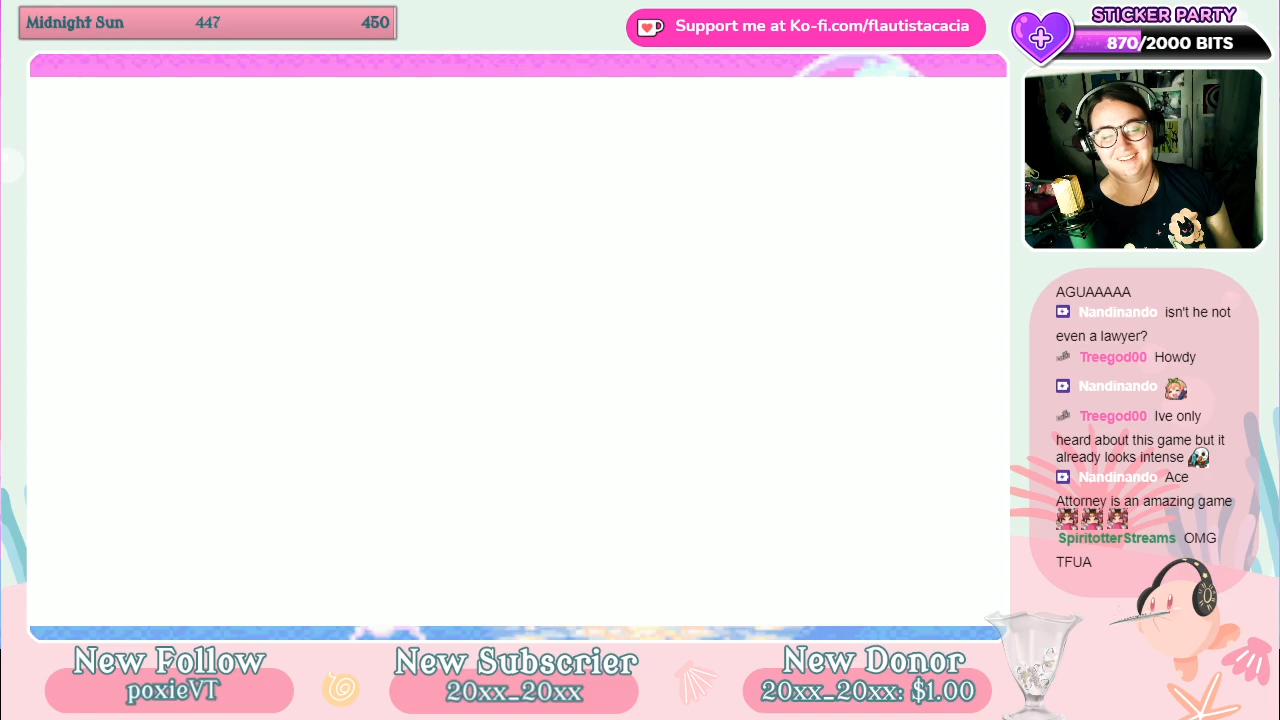 Midnight Sun 447 450
Support me at Ko-fi.com/flautistacacia
STICKER PARTY
870/2000 BITS
AGUAAAAA
Nandinando isn't he not
even a lawyer?
Treegod00 Howdy
Nandinando
Treegod00 Ive only
heard about this game but it
already looks intense
Nandinando Ace
Attorney is an amazing game
SpiritotterStreams OMG
TFUA
New Follow
poxieVT
New Subscrier
20xx_20xx
New Donor
20xx_20xx: $1.00